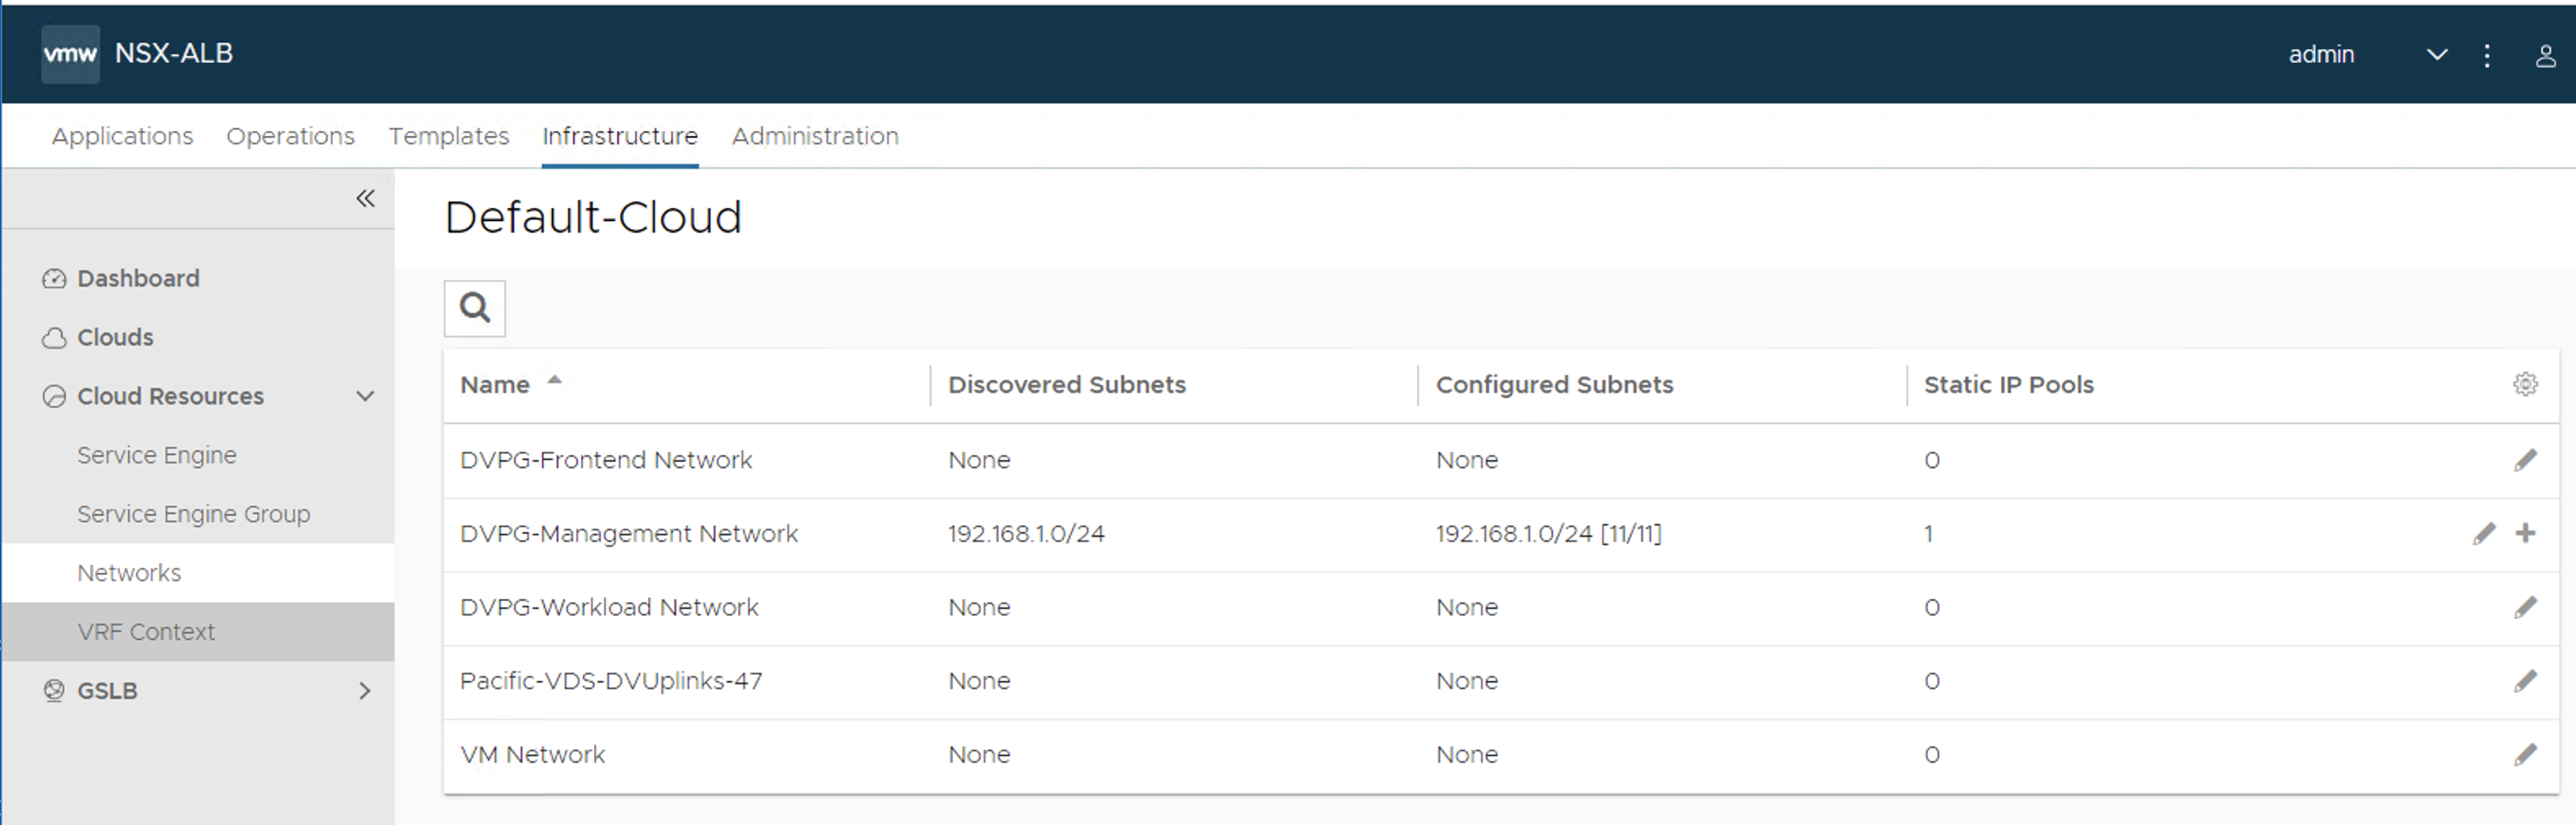 vmw NSX-ALB admin
Applications Operations Templates Infrastructure Administration
Default-Cloud
Dashboard
Clouds
Cloud Resources
Service Engine
Service Engine Group
Networks
VRF Context
GSLB
Name Discovered Subnets Configured Subnets Static IP Pools
DVPG-Frontend Network None None 0
DVPG-Management Network 192.168.1.0/24 192.168.1.0/24 [11/11] 1
DVPG-Workload Network None None 0
Pacific-VDS-DVUplinks-47 None None 0
VM Network None None 0